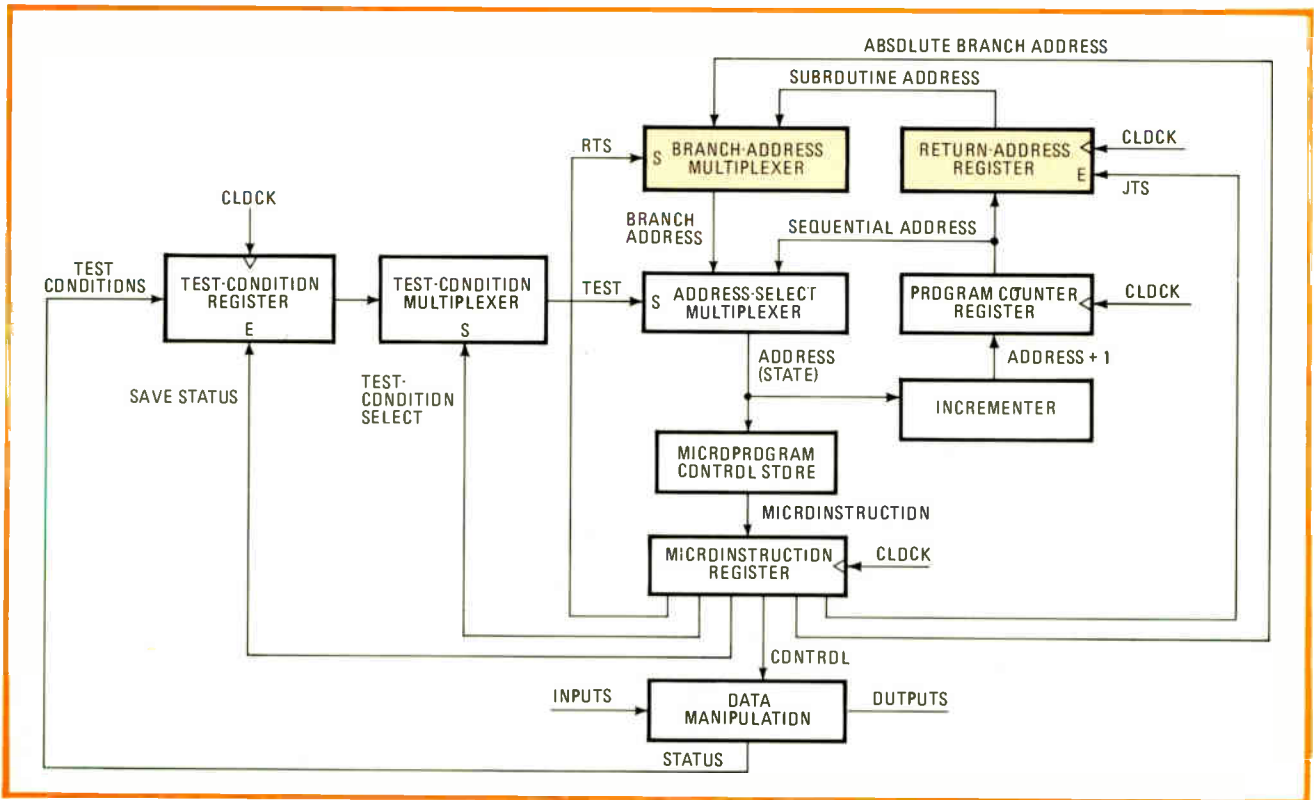 ABSOLUTE BRANCH ADDRESS
SUBROUTINE ADDRESS
RTS
S BRANCH-ADDRESS
MULTIPLEXER
RETURN-ADDRESS
REGISTER
E
CLOCK
JTS
CLOCK
BRANCH
ADDRESS
SEQUENTIAL ADDRESS
TEST
CONDITIONS
TEST-CONDITION
REGISTER
E
TEST-CONDITION
MULTIPLEXER
S
TEST
S ADDRESS-SELECT
MULTIPLEXER
PROGRAM COUNTER
REGISTER
CLOCK
ADDRESS
(STATE)
ADDRESS + 1
SAVE STATUS
TEST-
CONDITION
SELECT
INCREMENTER
MICROPROGRAM
CONTROL STORE
MICROINSTRUCTION
MICROINSTRUCTION
REGISTER
CLOCK
CONTROL
INPUTS
DATA
MANIPULATION
OUTPUTS
STATUS